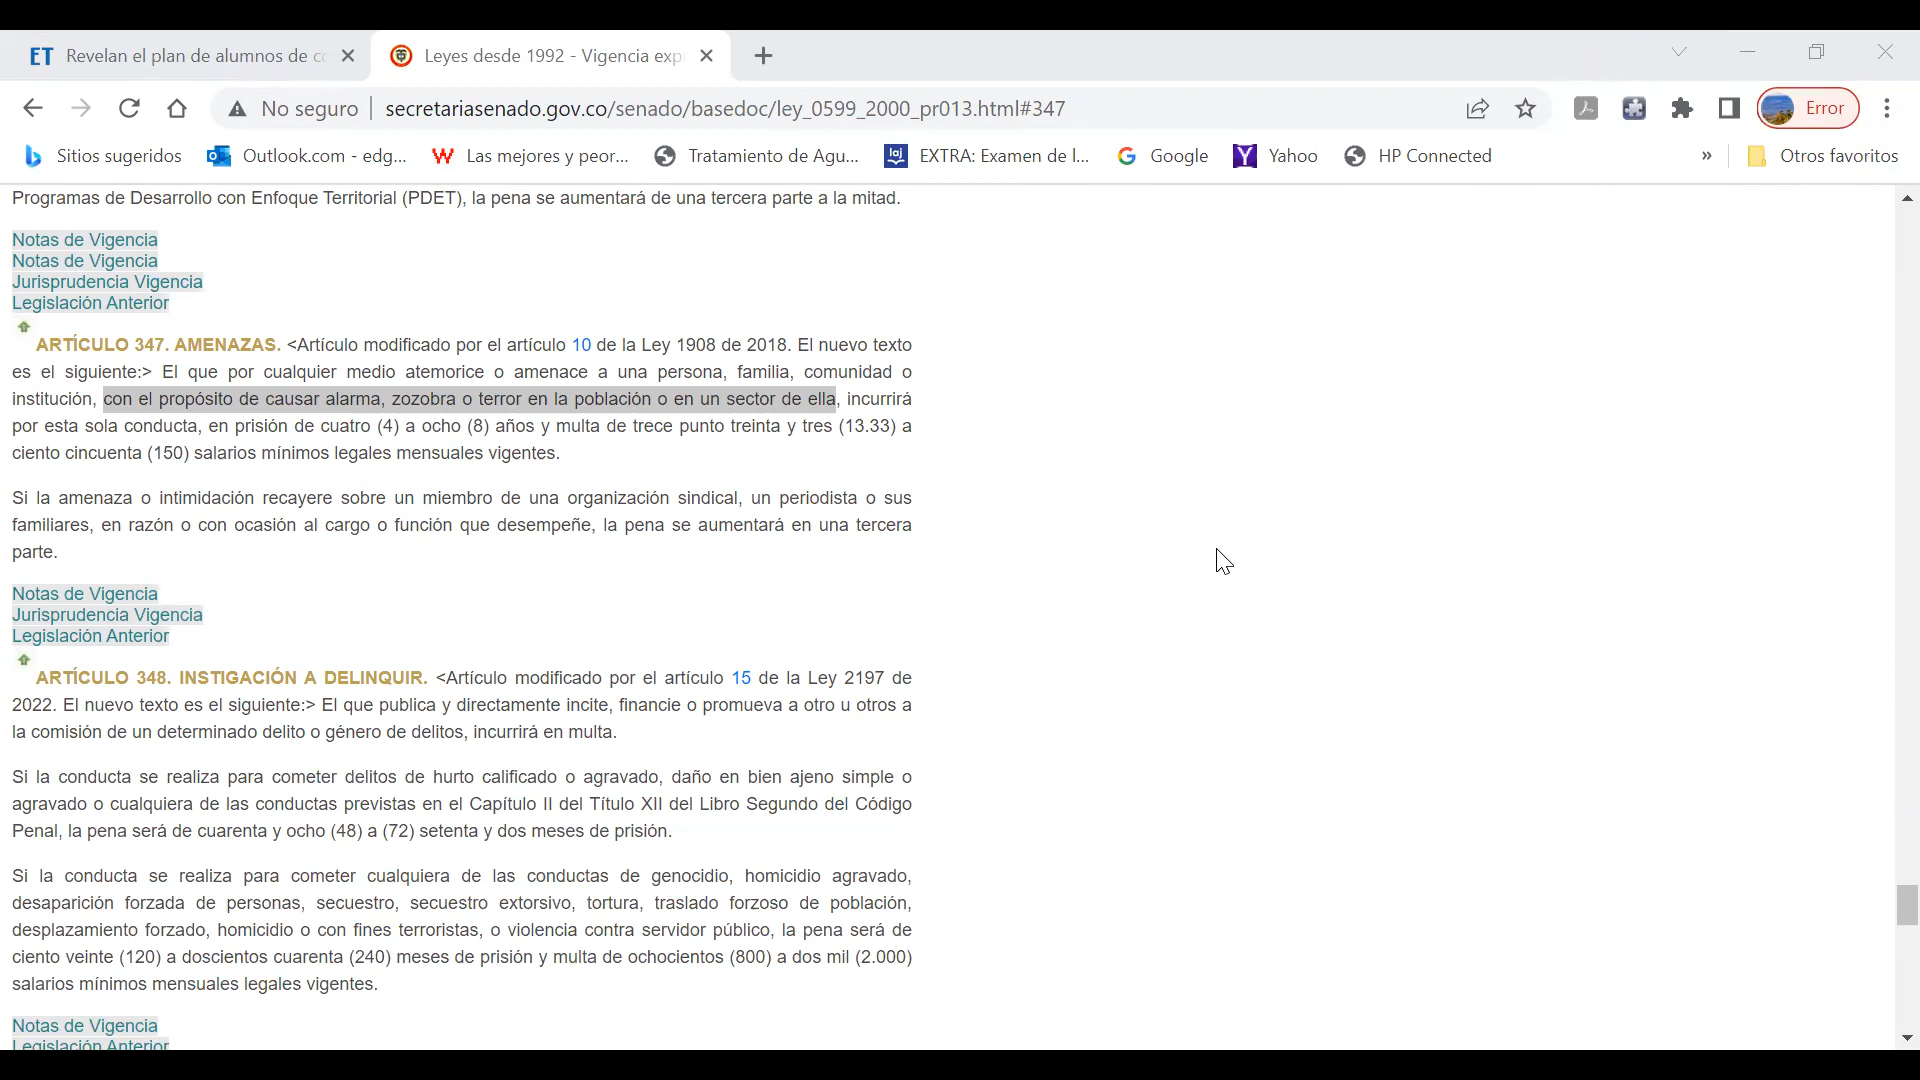 ET Revelan el plan de alumnos de co
Leyes desde 1992 - Vigencia exp
No seguro
secretariasenado.gov.co/senado/basedoc/ley_0599_2000_pr013.html#347
Error
Sitios sugeridos
Outlook.com - edg...
Las mejores y peor...
Tratamiento de Agu...
laj
EXTRA: Examen de l...
Google
Yahoo
HP Connected
»
Otros favoritos
Programas de Desarrollo con Enfoque Territorial (PDET), la pena se aumentará de una tercera parte a la mitad.
Notas de Vigencia
Notas de Vigencia
Jurisprudencia Vigencia
Legislación Anterior
ARTÍCULO 347. AMENAZAS. <Artículo modificado por el artículo 10 de la Ley 1908 de 2018. El nuevo texto
es el siguiente:> El que por cualquier medio atemorice o amenace a una persona, familia, comunidad o
institución, con el propósito de causar alarma, zozobra o terror en la población o en un sector de ella, incurrirá
por esta sola conducta, en prisión de cuatro (4) a ocho (8) años y multa de trece punto treinta y tres (13.33) a
ciento cincuenta (150) salarios mínimos legales mensuales vigentes.
Si la amenaza o intimidación recayere sobre un miembro de una organización sindical, un periodista o sus
familiares, en razón o con ocasión al cargo o función que desempeñe, la pena se aumentará en una tercera
parte.
Notas de Vigencia
Jurisprudencia Vigencia
Legislación Anterior
ARTÍCULO 348. INSTIGACIÓN A DELINQUIR. <Artículo modificado por el artículo 15 de la Ley 2197 de
2022. El nuevo texto es el siguiente:> El que publica y directamente incite, financie o promueva a otro u otros a
la comisión de un determinado delito o género de delitos, incurrirá en multa.
Si la conducta se realiza para cometer delitos de hurto calificado o agravado, daño en bien ajeno simple o
agravado o cualquiera de las conductas previstas en el Capítulo II del Título XII del Libro Segundo del Código
Penal, la pena será de cuarenta y ocho (48) a (72) setenta y dos meses de prisión.
Si la conducta se realiza para cometer cualquiera de las conductas de genocidio, homicidio agravado,
desaparición forzada de personas, secuestro, secuestro extorsivo, tortura, traslado forzoso de población,
desplazamiento forzado, homicidio o con fines terroristas, o violencia contra servidor público, la pena será de
ciento veinte (120) a doscientos cuarenta (240) meses de prisión y multa de ochocientos (800) a dos mil (2.000)
salarios mínimos mensuales legales vigentes.
Notas de Vigencia
Legislación Anterior